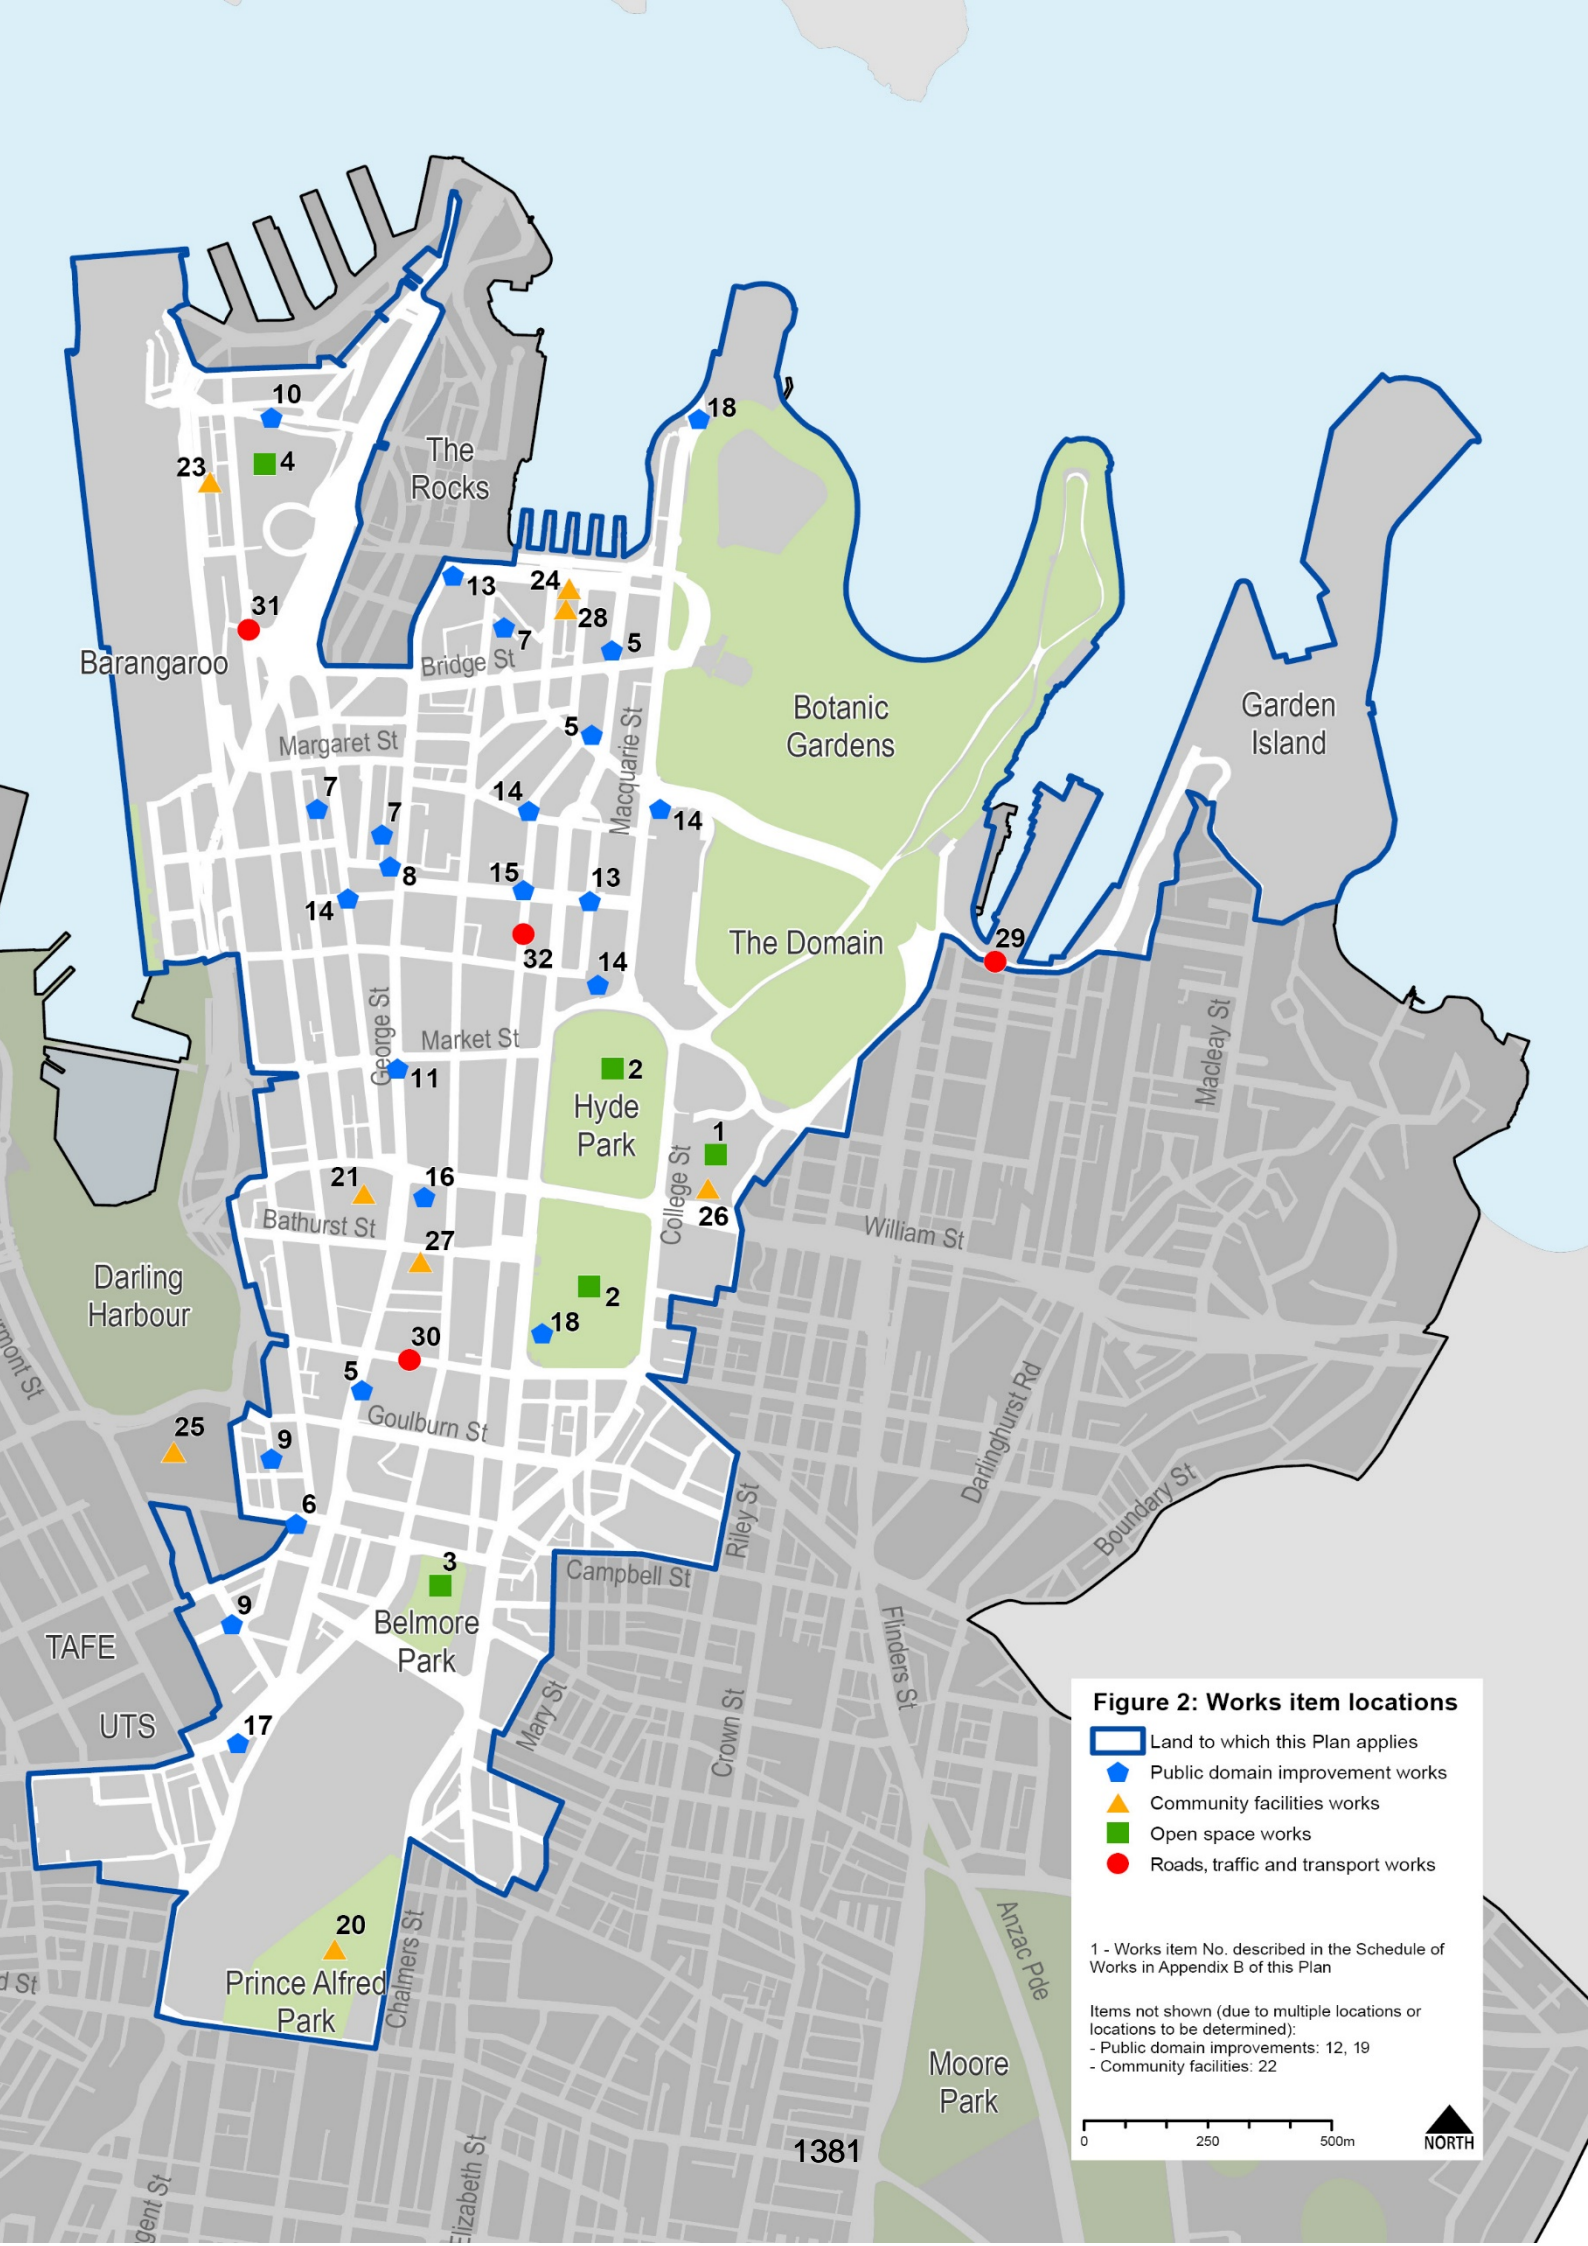 10
18
The
Rocks
4
23
13
24
28
31
7
5
Bridge St
Barangaroo
Botanic
Gardens
Garden
Island
5
Macquarie St
Margaret St
7
14
7
14
15
13
8
14
The Domain
29
32
14
George St
Market St
Macleay St
11
2
Hyde
Park
1
College St
21
16
26
Bathurst St
William St
27
Darling
Harbour
2
18
30
rmont St
5
Darlinghurst Rd
Goulburn St
25
9
Boundary St
6
Riley St
3
Campbell St
9
Belmore
Park
TAFE
Flinders St
UTS
17
Mary St
Crown St
20
Prince Alfred
Park
Chalmers St
d St
Anzac Pde
Moore
Park
1381
Elizabeth St
gent St
Figure 2: Works item locations
Land to which this Plan applies
Public domain improvement works
Community facilities works
Open space works
Roads, traffic and transport works
1 - Works item No. described in the Schedule of
Works in Appendix B of this Plan
Items not shown (due to multiple locations or
locations to be determined):
- Public domain improvements: 12, 19
- Community facilities: 22
0 250 500m
NORTH